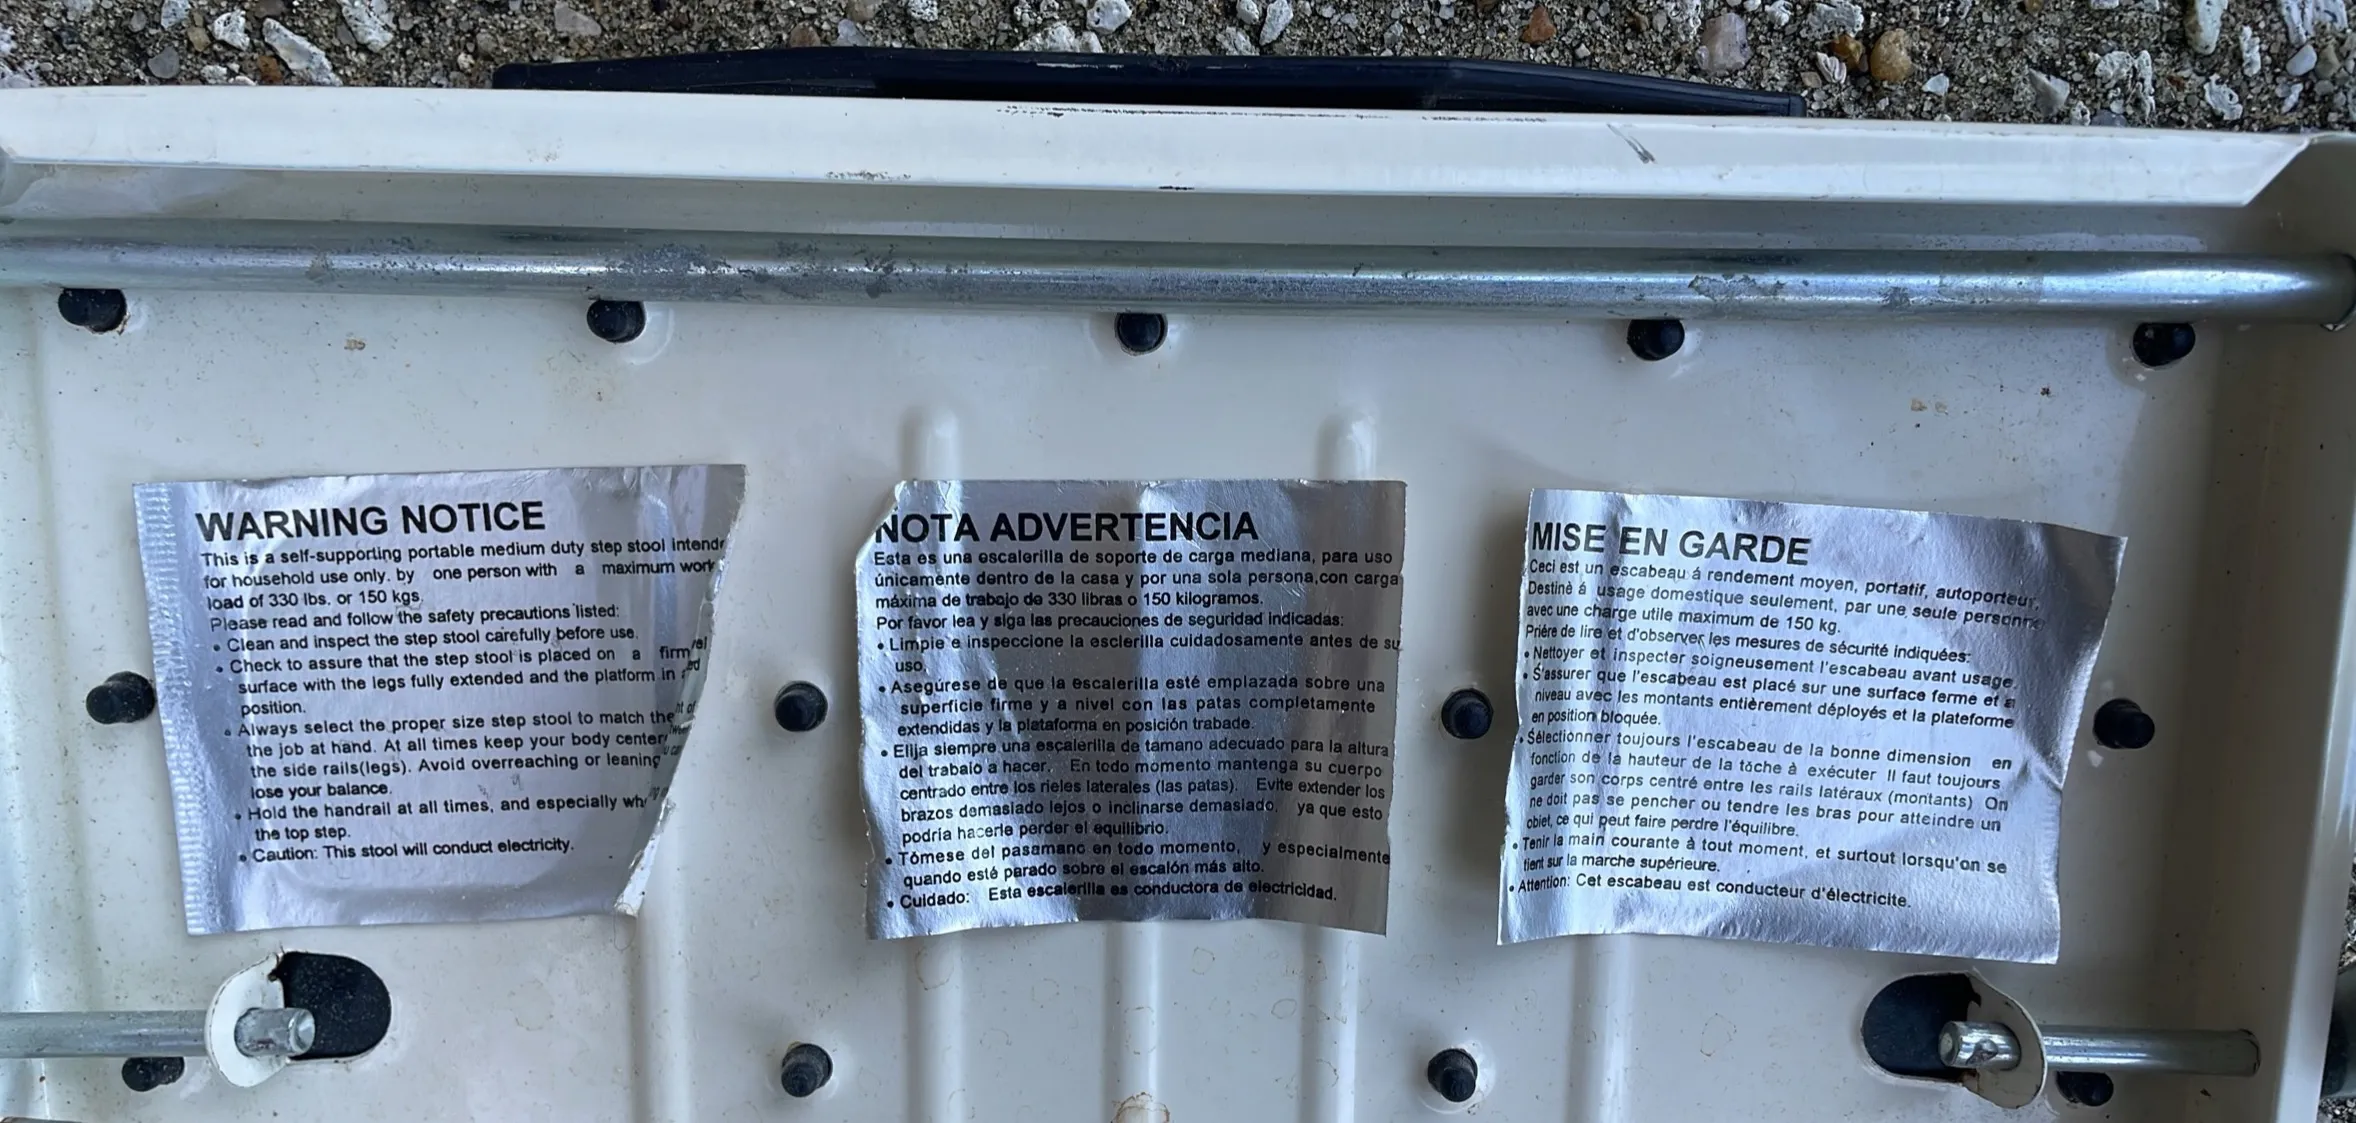 WARNING NOTICE
This is a self-supporting portable medium duty step stool
for household use only. by one person with a maximum work
load of 330 lbs. or 150 kgs.
Please read and follow the safety precautions listed:
• Clean and inspect the step stool carefully before use.
• Check to assure that the step stool is placed on a firm
surface with the legs fully extended and the platform in
position.
• Always select the proper size step stool to match the
the job at hand. At all times keep your body
the side rails(legs). Avoid overreaching or leaning
lose your balance.
• Hold the handrail at all times, and especially
the top step.
• Caution: This stool will conduct electricity.
NOTA ADVERTENCIA
Esta es una escalerilla de soporte de carga mediana, para uso
únicamente dentro de la casa y por una sola persona,con carga
máxima de trabajo de 330 libras o 150 kilogramos.
Por favor lea y siga las precauciones de seguridad indicadas:
• Limpie e inspeccione la esclerilla cuidadosamente antes de su
uso.
• Asegúrese de que la escalerilla esté emplazada sobre una
superficie firme y a nivel con las patas completamente
extendidas y la plataforma en posición trabade.
• Elija siempre una escalerilla de tamano adecuado para la altura
del trabalo a hacer. En todo momento mantenga su cuerpo
centrado entre los rieles laterales (las patas). Evite extender los
brazos demaslado lejos o inclinarse demaslado, ya que esto
podría hacerle perder el equilibrio.
• Tómese del pasamano en todo momento, y especialmente
quando esté parado sobre el escalón más alto.
• Cuidado: Esta escalerilla es conductora de electricidad.
MISE EN GARDE
Ceci est un escabeau á rendement moyen, portatif, autoporteur,
Destinè á usage domestique seulement, par une seule personne
avec une charge utile maximum de 150 kg.
Priére de lire et d'observer les mesures de sécurité indiquées:
• Nettoyer et inspecter soigneusement l'escabeau avant usage.
• S'assurer que l'escabeau est placé sur une surface ferme et a
niveau avec les montants entièrement déployés et la plateforme
en position bloquée.
• Sélectionner toujours l'escabeau de la bonne dimension en
fonction de la hauteur de la tôche à exécuter Il faut toujours
garder son corps centré entre les rails latéraux (montants) On
ne doit pas se pencher ou tendre les bras pour atteindre un
obiet, ce qui peut faire perdre l'équilibre.
• Tenir la main courante à tout moment, et surtout lorsqu'on se
tient sur la marche supérieure.
• Attention: Cet escabeau est conducteur d'électricite.